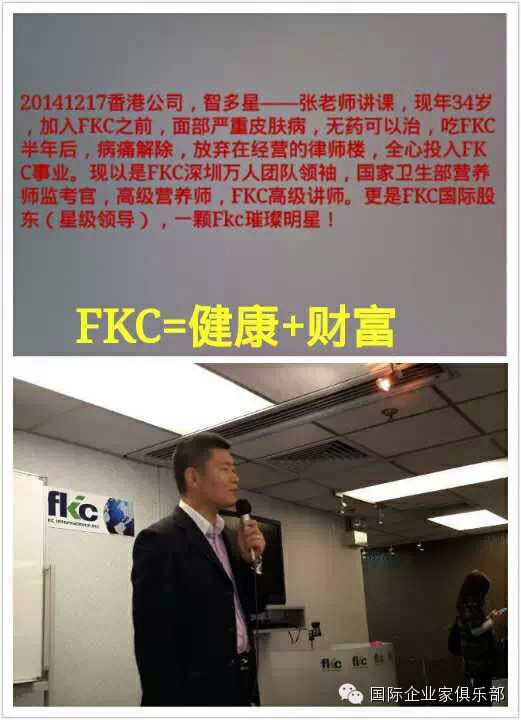 20141217香港公司，智多星——张老师讲课，现年34岁
，加入FKC之前，面部严重皮肤病，无药可以治，吃FKC
半年后，病痛解除，放弃在经营的律师楼，全心投入FK
C事业。现以是FKC深圳万人团队领袖，国家卫生部营养
师监考官，高级营养师，FKC高级讲师。更是FKC国际股
东（星级领导），一颗Fkc璀璨明星！
FKC=健康+财富
fkc
fkc
fkc
国际企业家俱乐部